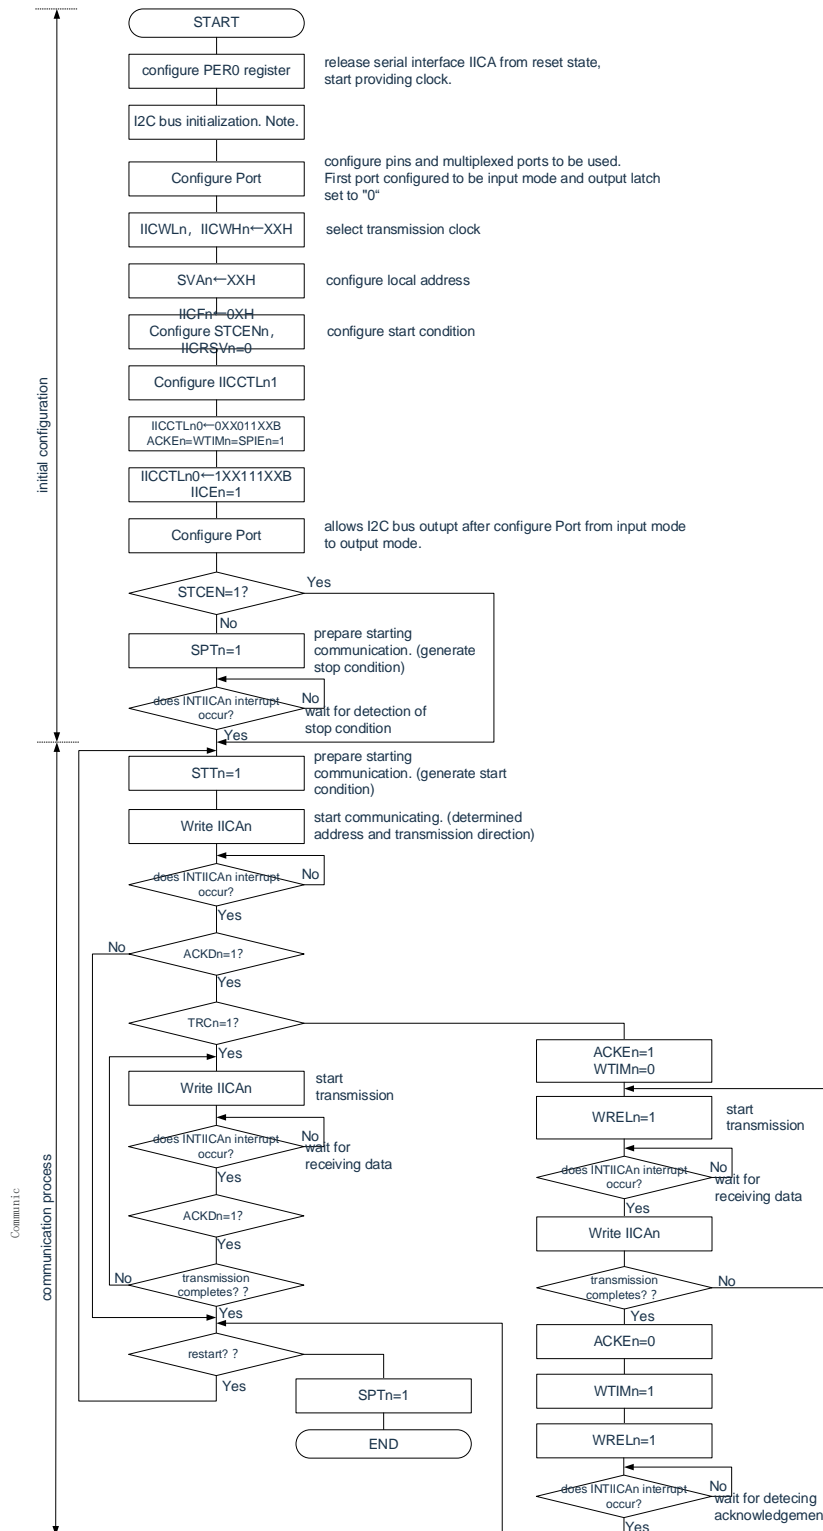 START
configure PER0 register
release serial interface IICA from reset state,
start providing clock.
I2C bus initialization. Note.
Configure Port
configure pins and multiplexed ports to be used.
First port configured to be input mode and output latch
set to "0“
IICWLn，IICWHn←XXH
select transmission clock
SVAn←XXH
configure local address
IICFn←0XH
Configure STCENn，
IICRSVn=0
configure start condition
Configure IICCTLn1
IICCTLn0←0XX011XXB
ACKEn=WTIMn=SPIEn=1
IICCTLn0←1XX111XXB
IICEn=1
Configure Port
allows I2C bus outupt after configure Port from input mode
to output mode.
initial configuration
STCEN=1?
Yes
No
SPTn=1
prepare starting
communication. (generate
stop condition)
does INTIICAn interrupt
occur?
No
wait for detection of
stop condition
Yes
STTn=1
prepare starting
communication. (generate start
condition)
Write IICAn
start communicating. (determined
address and transmission direction)
does INTIICAn interrupt
occur?
No
Yes
ACKDn=1?
No
Yes
TRCn=1?
Yes
Write IICAn
start
transmission
does INTIICAn interrupt
occur?
No
wait for
receiving data
Yes
ACKDn=1?
Yes
transmission
completes? ?
No
Yes
restart? ?
Yes
SPTn=1
END
ACKEn=1
WTIMn=0
WRELn=1
start
transmission
does INTIICAn interrupt
occur?
No
wait for
receiving data
Yes
Write IICAn
transmission
completes? ?
No
Yes
ACKEn=0
WTIMn=1
WRELn=1
does INTIICAn interrupt
occur?
No
wait for detecing
acknowledgemen
Yes
communication process
Communic